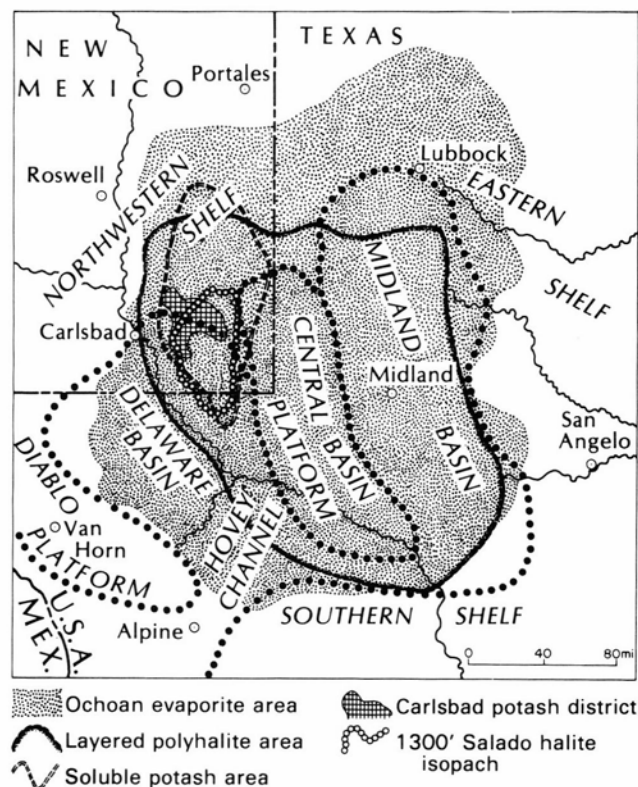 NEW
MEXICO
TEXAS
Portales
Roswell
Lubbock
NORTHWESTERN
SHELF
EASTERN
SHELF
MIDLAND
BASIN
Carlsbad
CENTRAL BASIN
PLATFORM
Midland
DELAWARE
BASIN
San
Angelo
DIABLO
PLATFORM
Van
Horn
HOVEY
CHANNEL
Alpine
SOUTHERN SHELF
U.S.A.
MEX.
0 40 80mi
Ochoan evaporite area
Layered polyhalite area
Soluble potash area
Carlsbad potash district
1300' Salado halite
isopach